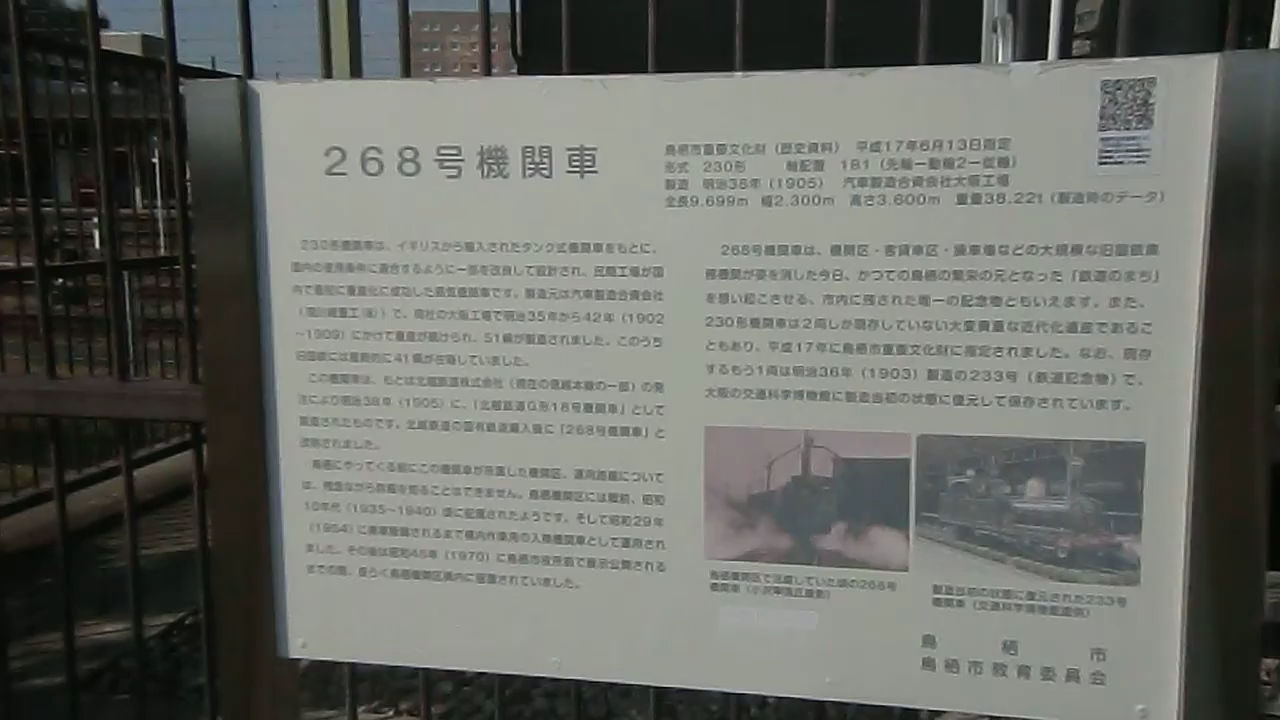 268号機関車
鳥栖市重要文化財（歴史資料） 平成17年6月13日指定
形式 230形 軸配置 1B1（先輪一動輪2一従輪）
製造 明治38年（1905） 汽車製造合資会社大阪工場
全長9.699m 幅2.300m 高さ3.600m 重量38.22t（製造時のデータ）
230形機関車は、イギリスから輸入されたタンク式機関車をもとに、
国内の使用条件に適合するように一部を改良して設計され、民間工場が国
内で最初に量産化に成功した蒸気機関車です。製造元は汽車製造合資会社
（現川崎重工㈱）で、同社の大阪工場で明治35年から42年（1902
～1909）にかけて量産が続けられ、51輌が製造されました。このうち
旧国鉄には最終的に41輌が在籍していました。
この機関車は、もとは北越鉄道株式会社（現在の信越本線の一部）の発
注により明治38年（1905）に、「北越鉄道G形18号機関車」として
製造されたものです。北越鉄道の国有鉄道編入後に「268号機関車」と
改称されました。
鳥栖にやってくる前にこの機関車が所属した機関区、運用路線について
は、残念ながら詳細を知ることはできません。鳥栖機関区には戦前、昭和
10年代（1935～1940）頃に配置されたようです。そして昭和29年
（1954）に廃車整備されるまで構内作業用の入換機関車として運用され
ました。その後は昭和45年（1970）に鳥栖市役所前で展示公開される
までの間、長らく鳥栖機関区構内に留置されていました。
268号機関車は、機関区・客貨車区・操車場などの大規模な旧国鉄業
務機関が姿を消した今日、かつての鳥栖の繁栄の元となった「鉄道のまち」
を想い起こさせる、市内に残された唯一の記念物ともいえます。また、
230形機関車は2両しか現存していない大変貴重な近代化遺産であるこ
ともあり、平成17年に鳥栖市重要文化財に指定されました。なお、現存
するもう1両は明治36年（1903）製造の233号（鉄道記念物）で、
大阪の交通科学博物館に製造当初の状態に復元して保存されています。
鳥栖機関区で活躍していた頃の268号
機関車
製造当初の状態に復元された233号
機関車（交通科学博物館提供）
鳥栖市
鳥栖市教育委員会